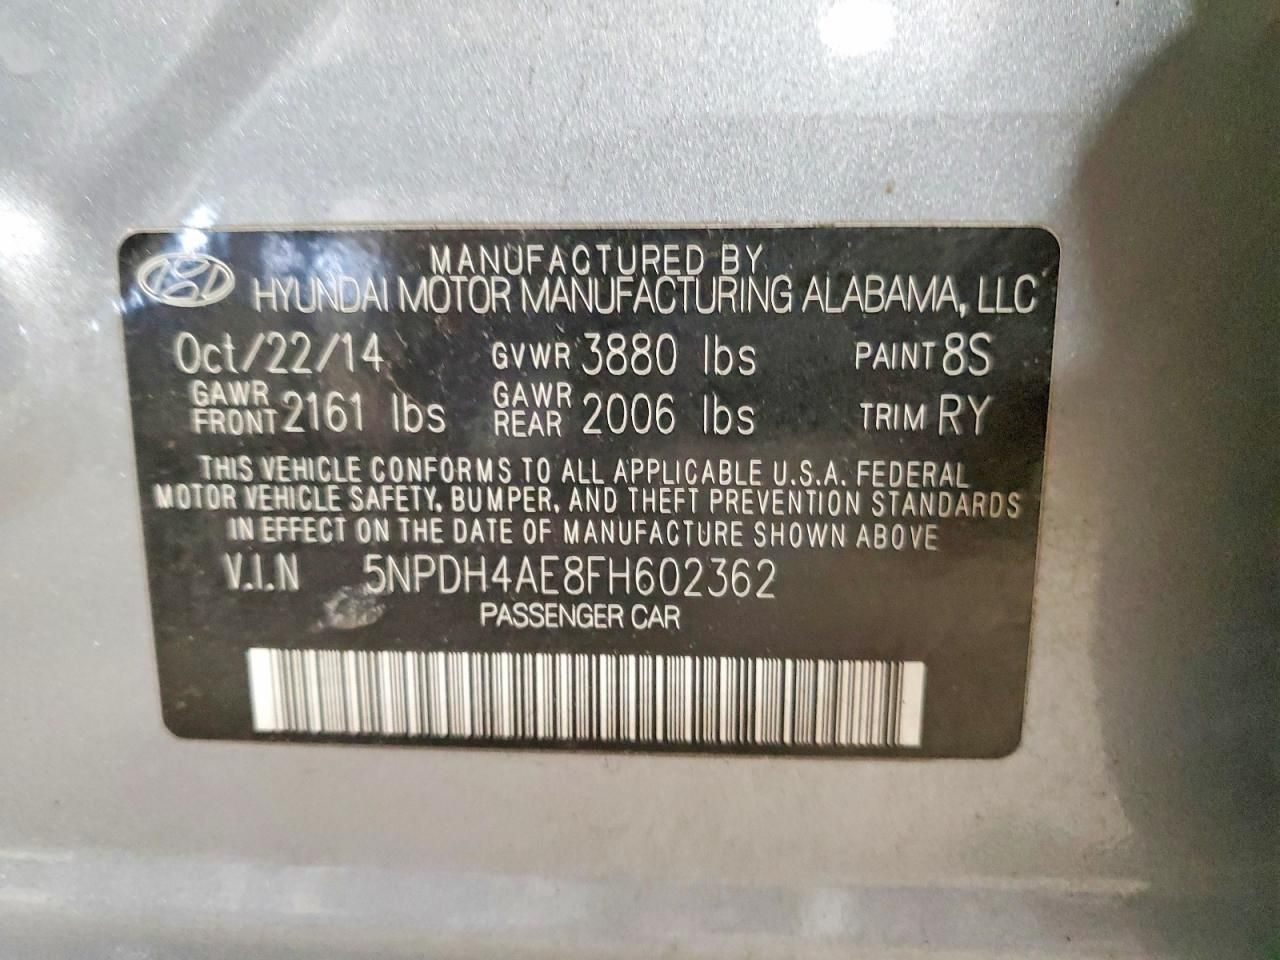 MANUFACTURED BY
HYUNDAI MOTOR MANUFACTURING ALABAMA, LLC
Oct/22/14 GVWR 3880 lbs PAINT 8S
GAWR FRONT 2161 lbs GAWR REAR 2006 lbs TRIM RY
THIS VEHICLE CONFORMS TO ALL APPLICABLE U.S.A. FEDERAL
MOTOR VEHICLE SAFETY, BUMPER, AND THEFT PREVENTION STANDARDS
IN EFFECT ON THE DATE OF MANUFACTURE SHOWN ABOVE
V.I.N 5NPDH4AE8FH602362
PASSENGER CAR